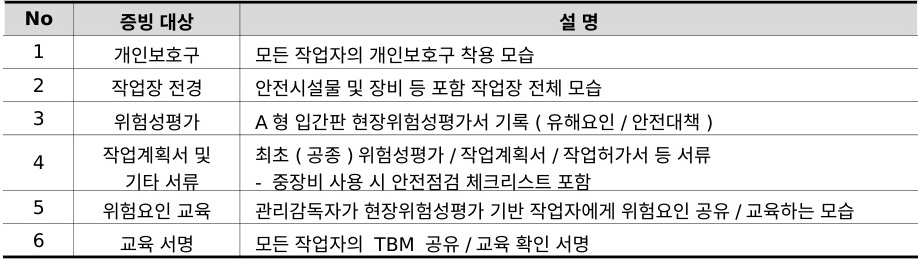 No 증빙 대상 설 명
1 개인보호구 모든 작업자의 개인보호구 착용 모습
2 작업장 전경 안전시설물 및 장비 등 포함 작업장 전체 모습
3 위험성평가 A 형 입간판 현장위험성평가서 기록 ( 유해요인 / 안전대책 )
4 작업계획서 및 최초 ( 공종 ) 위험성평가 / 작업계획서 / 작업허가서 등 서류
기타 서류 - 중장비 사용 시 안전점검 체크리스트 포함
5 위험요인 교육 관리감독자가 현장위험성평가 기반 작업자에게 위험요인 공유 / 교육하는 모습
6 교육 서명 모든 작업자의 TBM 공유 / 교육 확인 서명